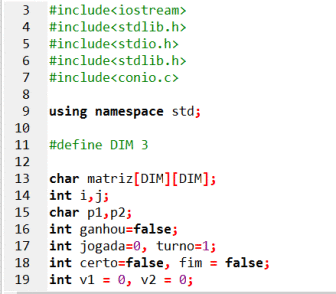 3 #include<iostream>
4 #include<stdlib.h>
5 #include<stdio.h>
6 #include<stdlib.h>
7 #include<conio.c>
8
9 using namespace std;
10
11 #define DIM 3
12
13 char matriz[DIM][DIM];
14 int i,j;
15 char p1,p2;
16 int ganhou=false;
17 int jogada=0, turno=1;
18 int certo=false, fim = false;
19 int v1 = 0, v2 = 0;